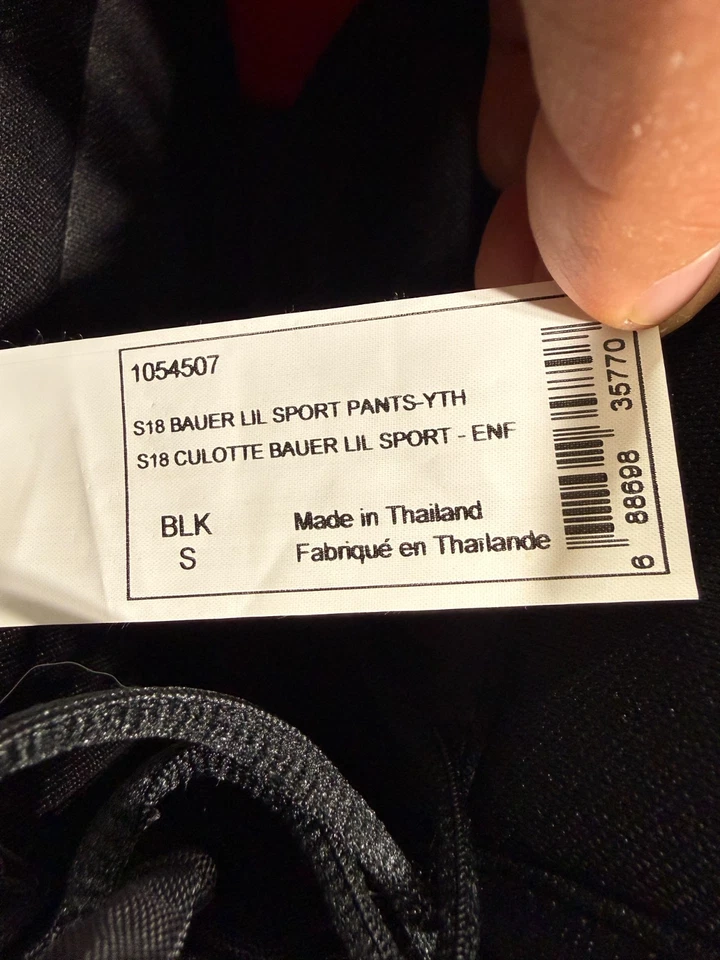 1054507
S18 BAUER LIL SPORT PANTS-YTH
S18 CULOTTE BAUER LIL SPORT - ENF
BLK
S
Made in Thailand
Fabriqué en Thaïlande
6 88698 35770